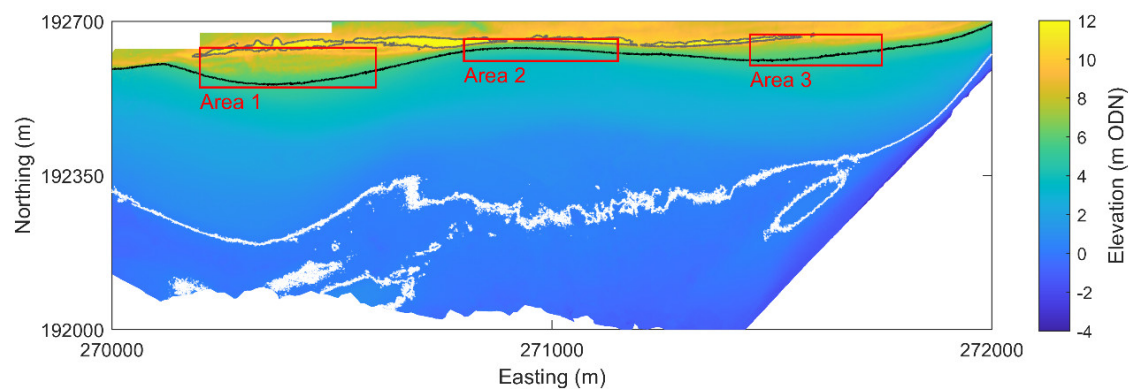 192700
192350
192000
Northing (m)
270000
271000
272000
Easting (m)
Area 1
Area 2
Area 3
12
10
8
6
4
2
0
-2
-4
Elevation (m ODN)